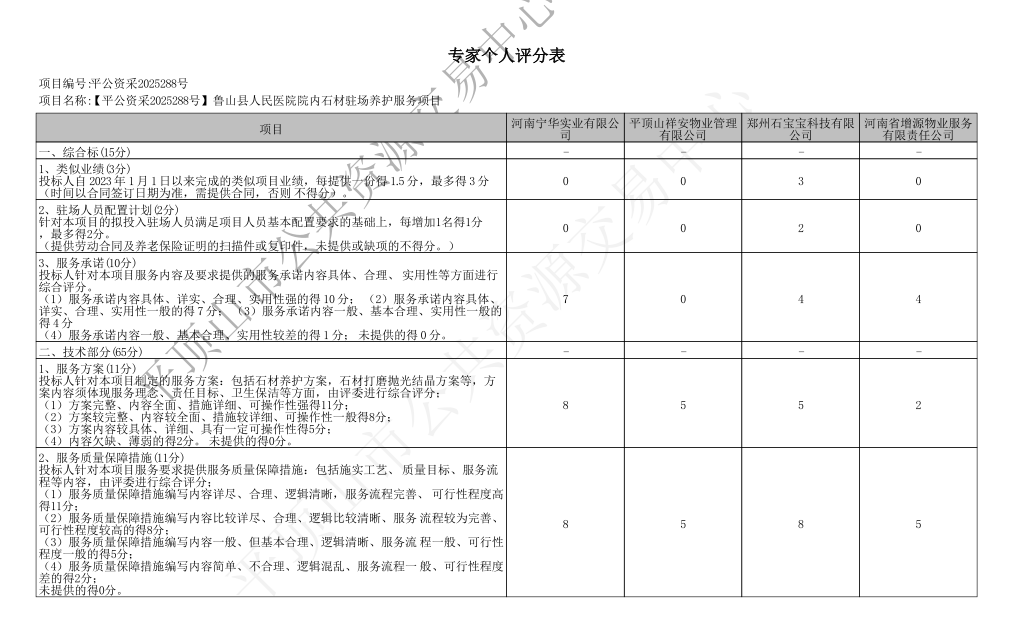 专家个人评分表
项目编号:平公资采2025288号
项目名称:【平公资采2025288号】鲁山县人民医院院内石材驻场养护服务项目
项目 河南宁华实业有限公司 平顶山祥安物业管理有限公司 郑州石宝宝科技有限公司 河南省增源物业服务有限责任公司
一、综合标(15分) - - - -
1、类似业绩(3分)
投标人自 2023 年 1 月 1 日以来完成的类似项目业绩，每提供一份得 1.5 分，最多得 3 分
（时间以合同签订日期为准，需提供合同，否则 不得分） 0 0 3 0
2、驻场人员配置计划(2分)
针对本项目的拟投入驻场人员满足项目人员基本配置要求的基础上，每增加1名得1分
，最多得2分。
（提供劳动合同及养老保险证明的扫描件或复印件，未提供或缺项的不得分。） 0 0 2 0
3、服务承诺(10分)
投标人针对本项目服务内容及要求提供的服务承诺内容具体、合理、 实用性等方面进行
综合评分。
（1）服务承诺内容具体、详实、合理、实用性强的得 10 分； （2）服务承诺内容具体、
详实、合理、实用性一般的得 7 分； （3）服务承诺内容一般、基本合理、实用性一般的
得 4 分
（4）服务承诺内容一般、基本合理、实用性较差的得 1 分； 未提供的得 0 分。 7 0 4 4
二、技术部分(65分) - - - -
1、服务方案(11分)
投标人针对本项目制定的服务方案：包括石材养护方案，石材打磨抛光结晶方案等，方
案内容须体现服务理念、责任目标、卫生保洁等方面，由评委进行综合评分；
（1）方案完整、内容全面、措施详细、可操作性强得11分；
（2）方案较完整、内容较全面、措施较详细、可操作性一般得8分；
（3）方案内容较具体、详细、具有一定可操作性得5分；
（4）内容欠缺、薄弱的得2分。 未提供的得0分。 8 5 5 2
2、服务质量保障措施(11分)
投标人针对本项目服务要求提供服务质量保障措施：包括施实工艺、 质量目标、服务流
程等内容，由评委进行综合评分；
（1）服务质量保障措施编写内容详尽、合理、逻辑清晰，服务流程完善、 可行性程度高
得11分；
（2）服务质量保障措施编写内容比较详尽、合理、逻辑比较清晰、服务 流程较为完善、
可行性程度较高的得8分；
（3）服务质量保障措施编写内容一般、但基本合理、逻辑清晰、服务流 程一般、可行性
程度一般的得5分；
（4）服务质量保障措施编写内容简单、不合理、逻辑混乱、服务流程一 般、可行性程度
差的得2分；
未提供的得0分。 8 5 8 5
平顶山市公共资源交易中心
平顶山市公共资源交易中心